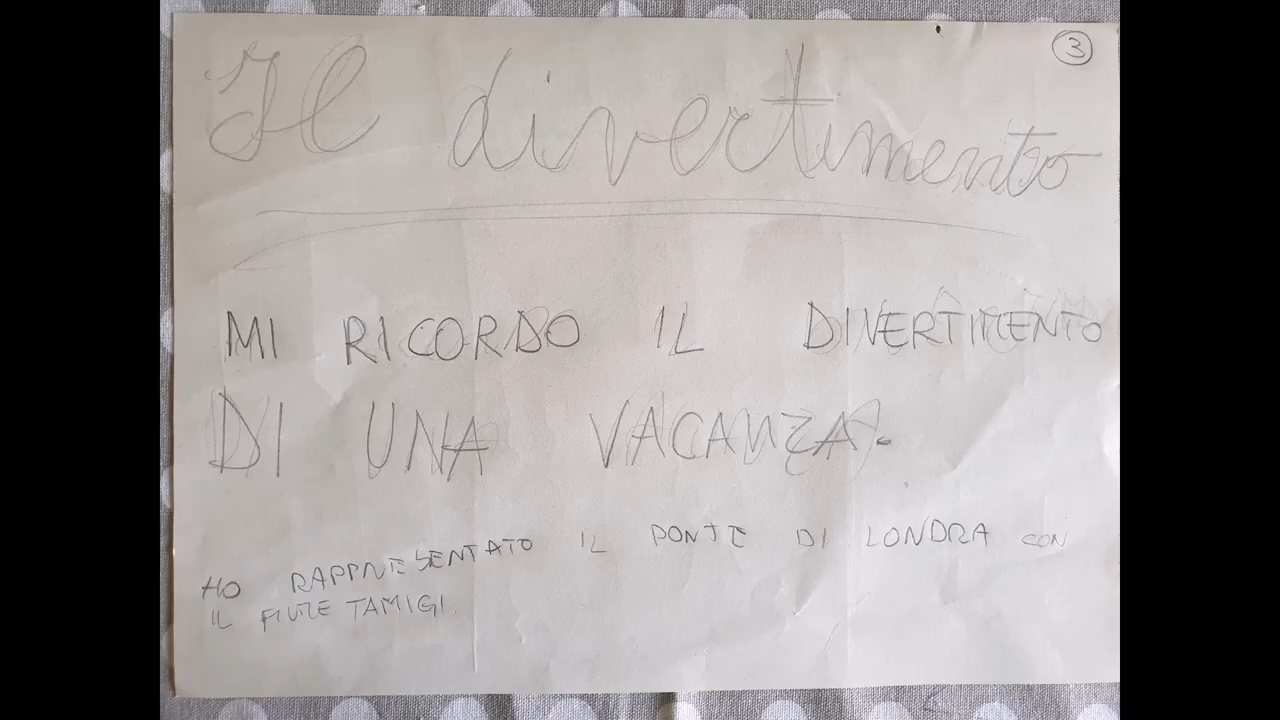 3
Il divertimento
MI RICORDO IL DIVERTIMENTO
DI UNA VACANZA.
HO RAPPRESENTATO IL PONTE DI LONDRA CON
IL FIUME TAMIGI.